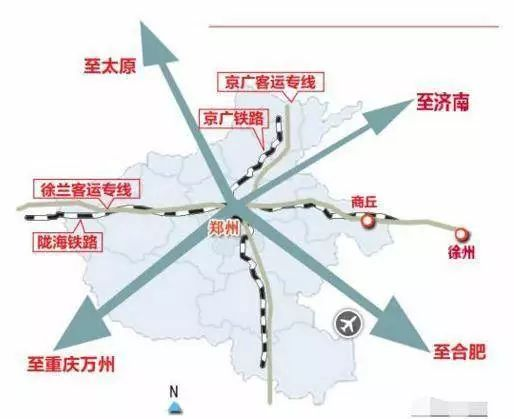 至太原
京广客运专线
至济南
京广铁路
徐兰客运专线
商丘
郑州
陇海铁路
徐州
至重庆万州
至合肥
N